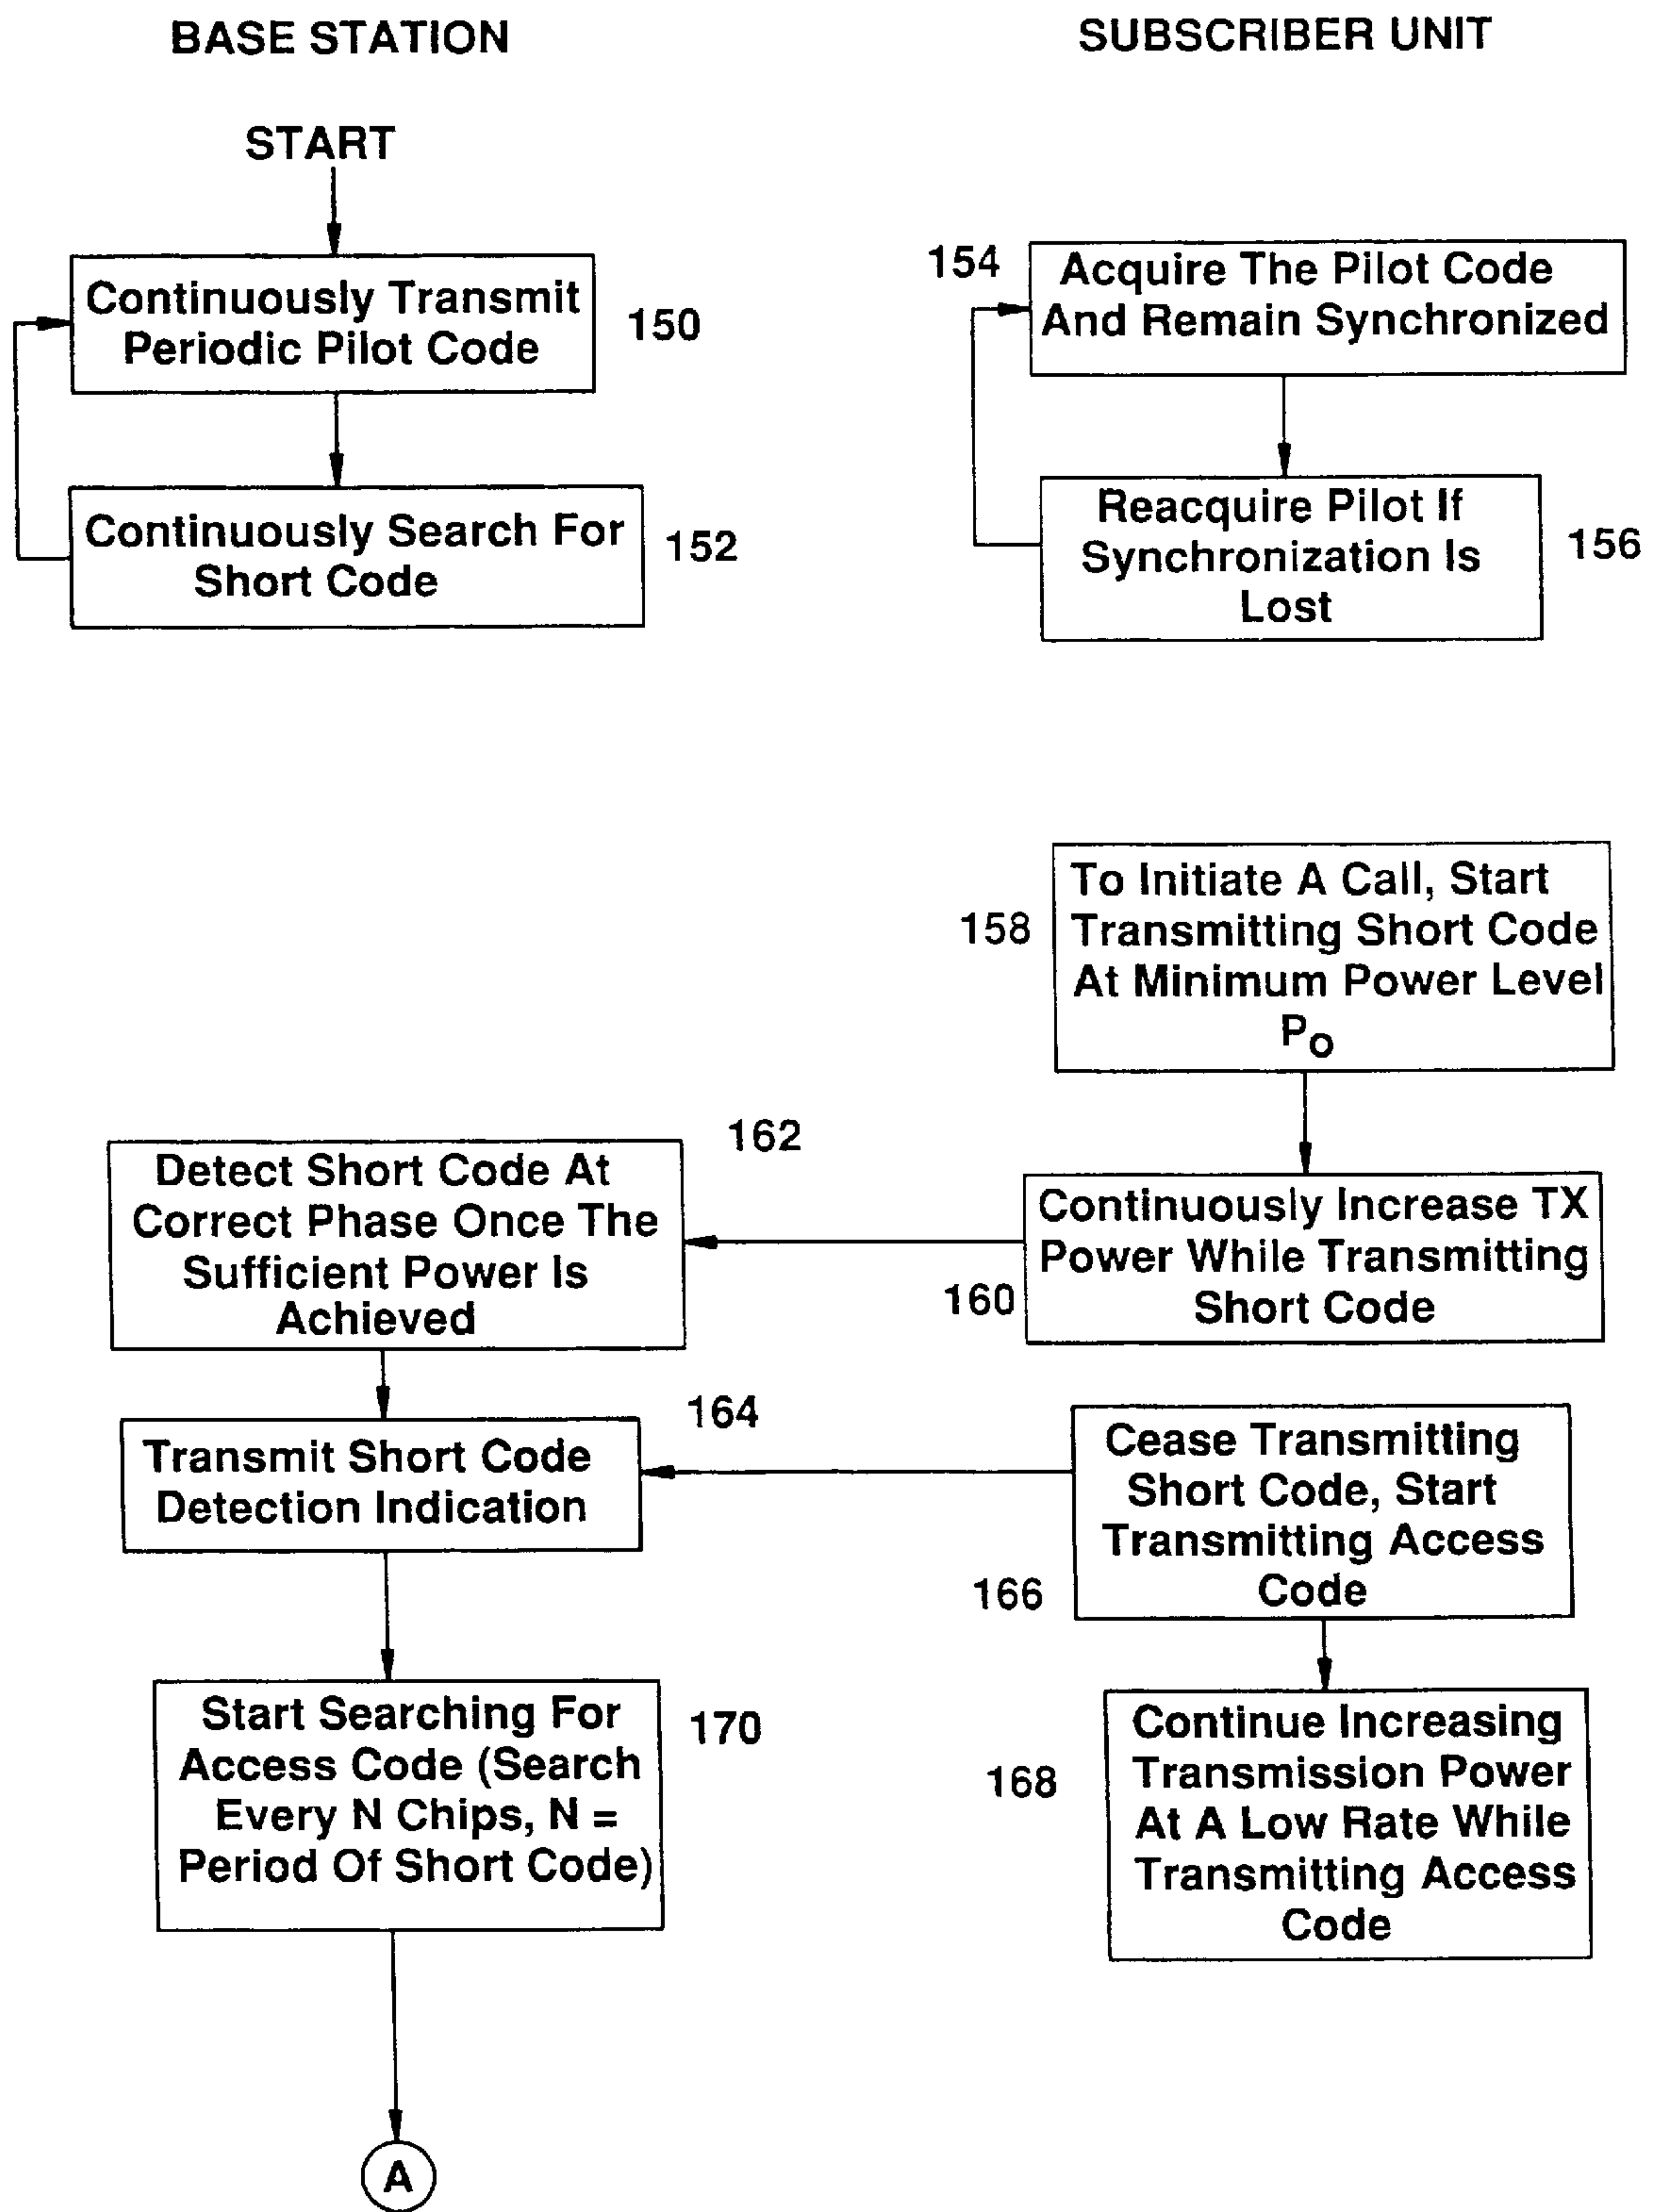 BASE STATION
SUBSCRIBER UNIT
START
Continuously Transmit
Periodic Pilot Code
150
154
Acquire The Pilot Code
And Remain Synchronized
Continuously Search For
Short Code
152
Reacquire Pilot If
Synchronization Is
Lost
156
158
To Initiate A Call, Start
Transmitting Short Code
At Minimum Power Level
Po
162
Detect Short Code At
Correct Phase Once The
Sufficient Power Is
Achieved
Continuously Increase TX
Power While Transmitting
Short Code
160
164
Transmit Short Code
Detection Indication
Cease Transmitting
Short Code, Start
Transmitting Access
Code
166
Start Searching For
Access Code (Search
Every N Chips, N =
Period Of Short Code)
170
168
Continue Increasing
Transmission Power
At A Low Rate While
Transmitting Access
Code
A